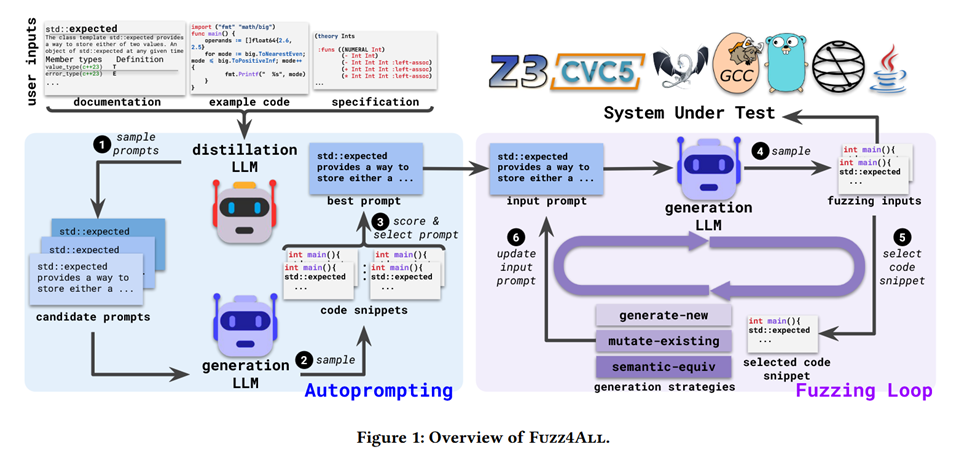 user inputs
std::expected
The class template std::expected provides
a way to store either of two values. An
object of std::expected at any given time
Member types Definition
value_type(c++23) T
error_type(c++23) E
...
documentation
import ("fmt" "math/big")
func main() {
operands := []float64{2.6,
2.5}
for mode := big.ToNearestEven;
mode <= big.ToPositiveInf; mode++
{
fmt.Printf(" %s", mode)
}
}
example code
(theory Ints
:funs ((NUMERAL Int)
(- Int Int)
(- Int Int Int :left-assoc)
(+ Int Int Int :left-assoc)
(* Int Int Int :left-assoc)
...
specification
Z3
CVC5
GCC
Java
System Under Test
1 sample
prompts
distillation
LLM
std::expected
std::expected
std::expected
provides a way to
store either a ...
candidate prompts
generation
LLM
2 sample
int main(){
int main(){
std::expected
...
:
int main(){
int main(){
std::expected
...
code snippets
3 score &
select prompt
std::expected
provides a way to
store either a ...
best prompt
Autoprompting
std::expected
provides a way to
store either a ...
input prompt
generation
LLM
4 sample
int main(){
int main(){
std::expected
...
fuzzing inputs
5
select
code
snippet
6
update
input
prompt
generate-new
mutate-existing
semantic-equiv
generation strategies
int main(){
std::expected
...
selected code
snippet
Fuzzing Loop
Figure 1: Overview of Fuzz4All.